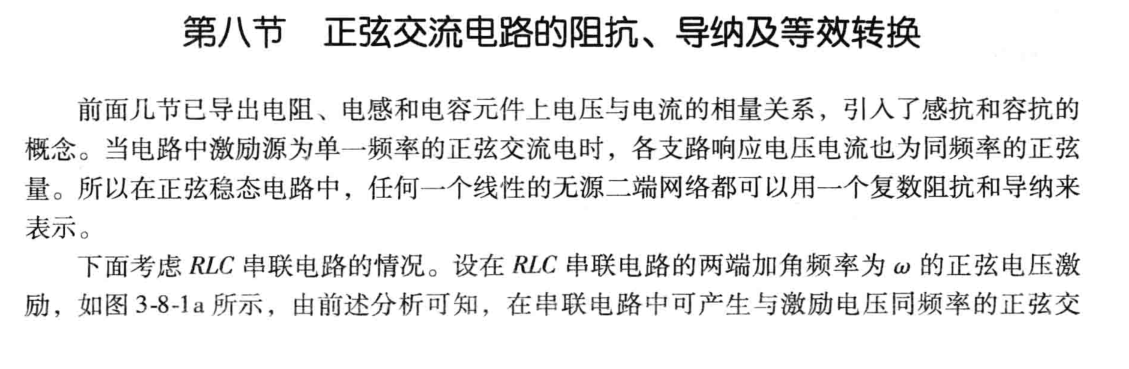 第八节 正弦交流电路的阻抗、导纳及等效转换
前面几节已导出电阻、电感和电容元件上电压与电流的相量关系，引入了感抗和容抗的
概念。当电路中激励源为单一频率的正弦交流电时，各支路响应电压电流也为同频率的正弦
量。所以在正弦稳态电路中，任何一个线性的无源二端网络都可以用一个复数阻抗和导纳来
表示。
下面考虑 RLC 串联电路的情况。设在 RLC 串联电路的两端加角频率为 ω 的正弦电压激
励，如图 3-8-1a 所示，由前述分析可知，在串联电路中可产生与激励电压同频率的正弦交